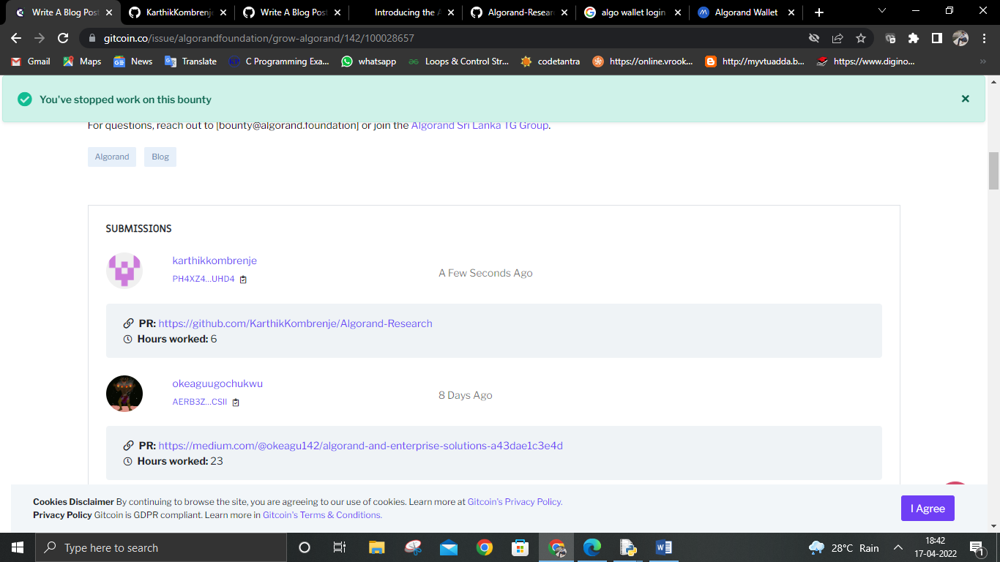 Write A Blog Post
KarthikKombrenje
Write A Blog Post
Introducing the A
Algorand-Resear
algo wallet login
Algorand Wallet
gitcoin.co/issue/algorandfoundation/grow-algorand/142/100028657
Gmail
Maps
News
Translate
C Programming Exa...
whatsapp
Loops & Control Str...
codetantra
https://online.vrook...
http://myvtuadda.b...
https://www.digino...
You've stopped work on this bounty
For questions, reach out to [bounty@algorand.foundation] or join the Algorand Sri Lanka TG Group.
Algorand
Blog
SUBMISSIONS
karthikkombrenje
PH4XZ4...UHD4
A Few Seconds Ago
PR: https://github.com/KarthikKombrenje/Algorand-Research
Hours worked: 6
okeaguugochukwu
AERB3Z...CSII
8 Days Ago
PR: https://medium.com/@okeagu142/algorand-and-enterprise-solutions-a43dae1c3e4d
Hours worked: 23
Cookies Disclaimer By continuing to browse the site, you are agreeing to our use of cookies. Learn more at Gitcoin's Privacy Policy.
Privacy Policy Gitcoin is GDPR compliant. Learn more in Gitcoin's Terms & Conditions.
I Agree
Type here to search
28°C Rain
18:42
17-04-2022
1